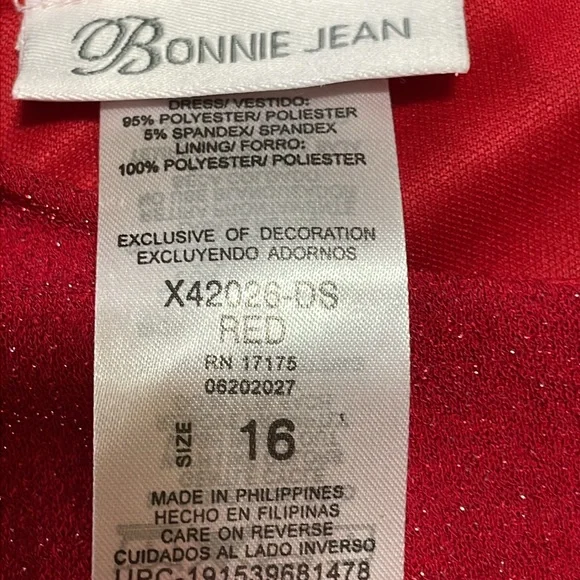 BONNIE JEAN
DRESS/ VESTIDO:
95% POLYESTER/ POLIESTER
5% SPANDEX/ SPANDEX
LINING/ FORRO:
100% POLYESTER/ POLIESTER
EXCLUSIVE OF DECORATION
EXCLUYENDO ADORNOS
X42026-DS
RED
RN 17175
06202027
SIZE 16
MADE IN PHILIPPINES
HECHO EN FILIPINAS
CARE ON REVERSE
CUIDADOS AL LADO INVERSO
UPC-191539681478